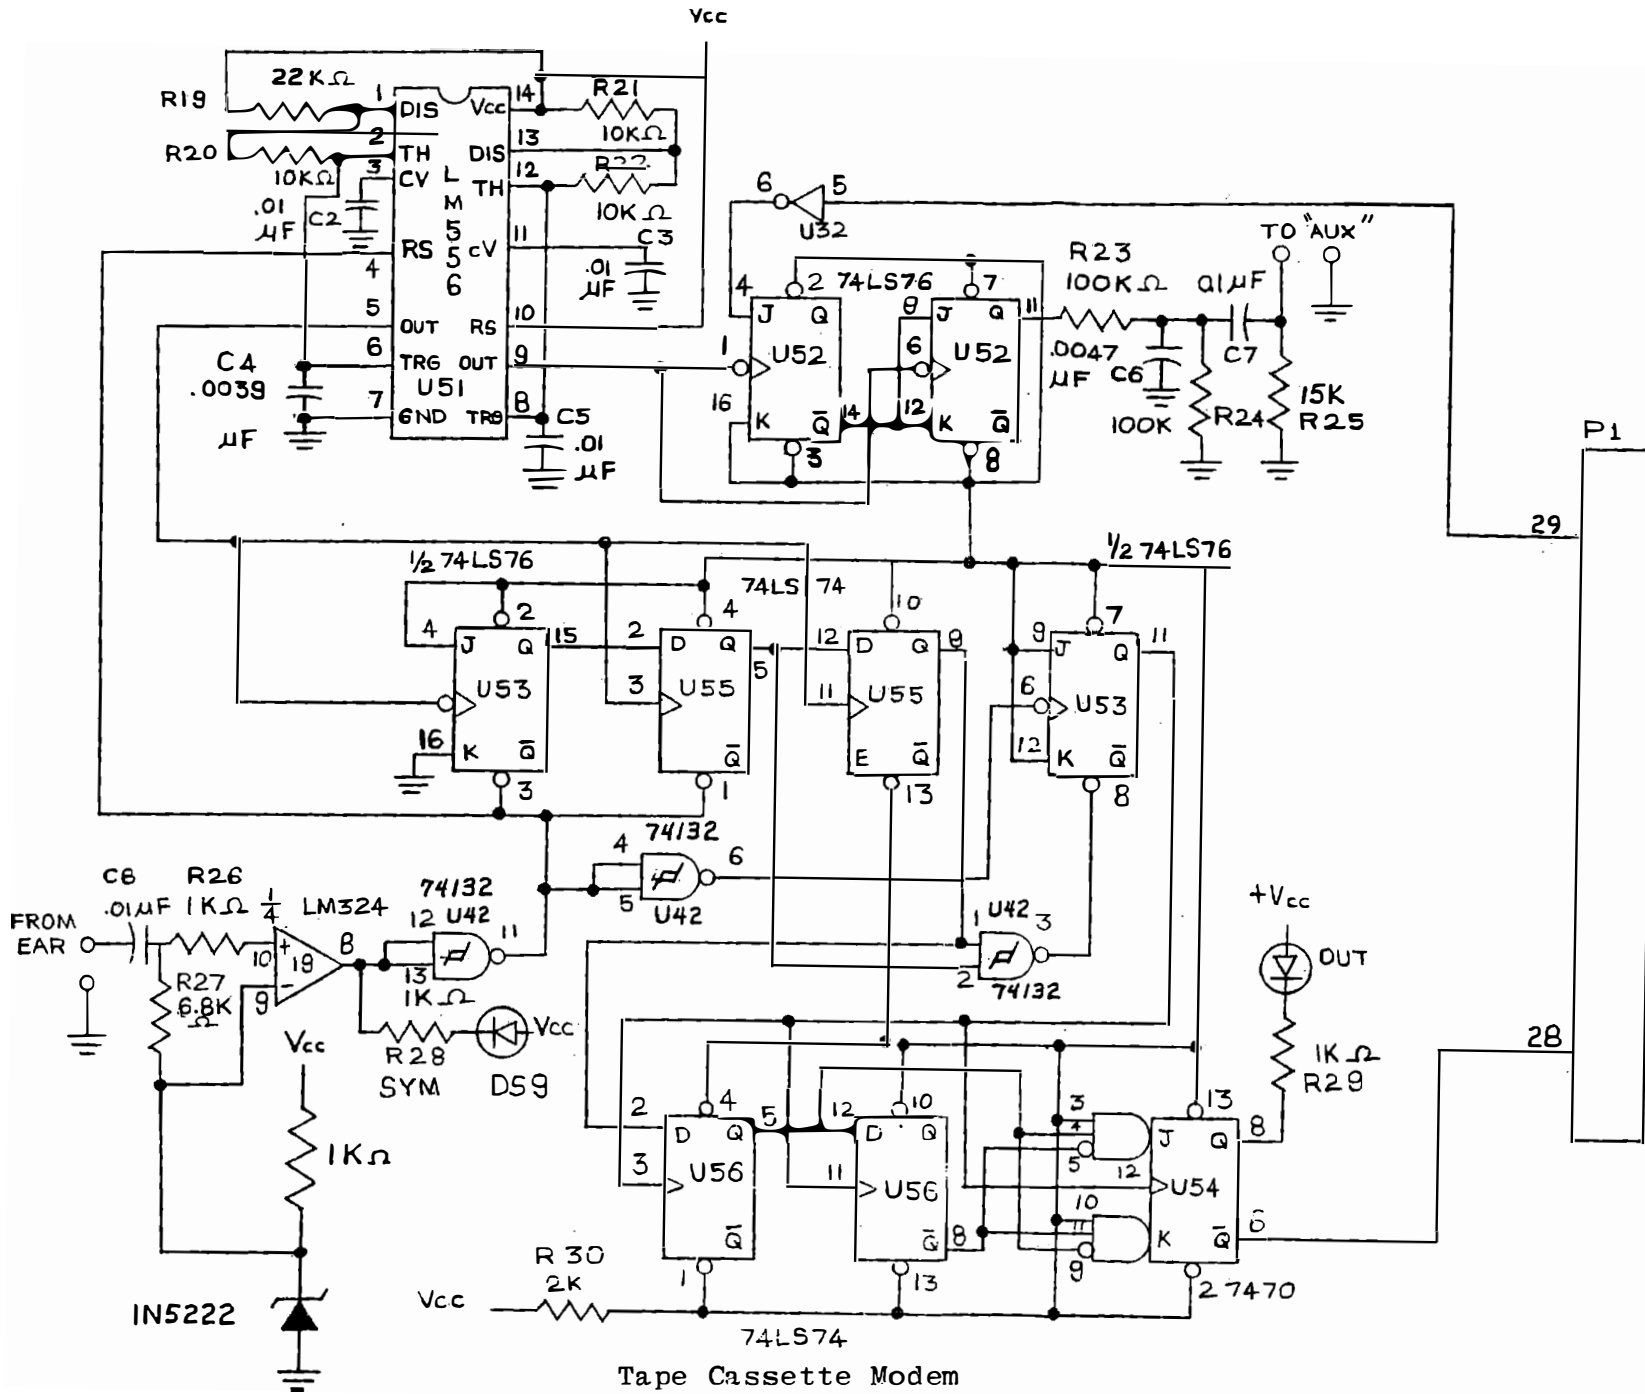 Vcc
22KΩ
R19
1
DIS
Vcc
14
R21
10KΩ
2
R20
TH
DIS
13
10KΩ
3
CV
L
M
5
5
6
TH
12
R22
10KΩ
.01
μF
C2
RS
4
cV
11
C3
.01
μF
5
OUT
RS
10
6
TRG
OUT
9
C4
.0039
μF
U51
7
GND
TRG
8
C5
.01
μF
6
5
U32
4
2
74LS76
7
J
Q
1
U52
16
K
Q̅
3
14
9
J
Q
11
6
U52
12
K
Q̅
8
R23
100KΩ
.0047
μF
C6
100K
R24
.01μF
C7
TO "AUX"
15K
R25
P1
29
28
1/2 74LS76
4
2
J
Q
15
U53
16
K
Q̅
3
74LS 74
2
4
D
Q
5
3
U55
Q̅
1
12
10
D
Q
9
11
U55
E
Q̅
13
1/2 74LS76
9
7
J
Q
11
6
U53
12
K
Q̅
8
74132
4
5
6
U42
C8
.01μF
R26
1KΩ
1/4 LM324
FROM
EAR
10
+
19
-
9
8
R27
6.8K
Ω
74132
12
U42
11
13
1KΩ
R28
SYM
Vcc
DS9
U42
1
2
3
74132
+Vcc
OUT
1KΩ
R29
Vcc
1KΩ
IN5222
2
4
D
Q
5
3
U56
Q̅
1
12
10
D
Q
11
U56
Q̅
8
13
3
4
5
12
10
11
9
13
J
Q
8
U54
K
Q̅
6
2
7470
R30
2K
Vcc
74LS74
Tape Cassette Modem